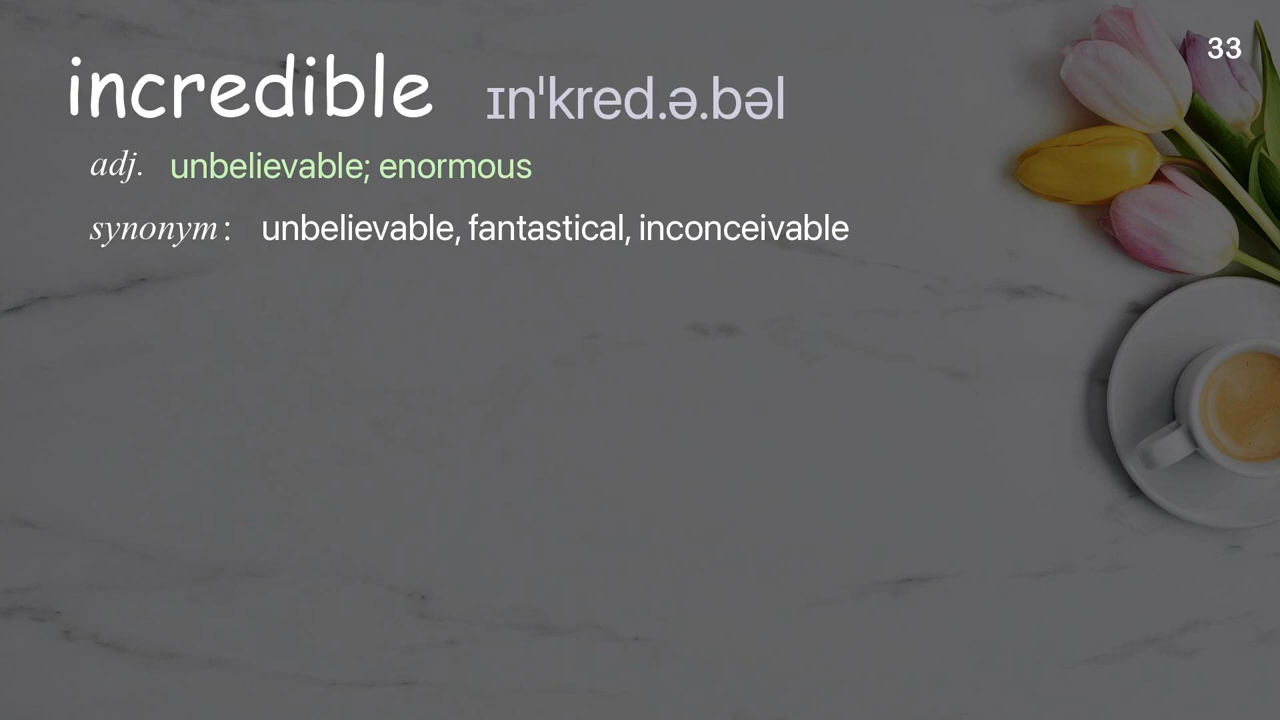 33
incredible ɪnˈkred.ə.bəl
adj. unbelievable; enormous
synonym: unbelievable, fantastical, inconceivable